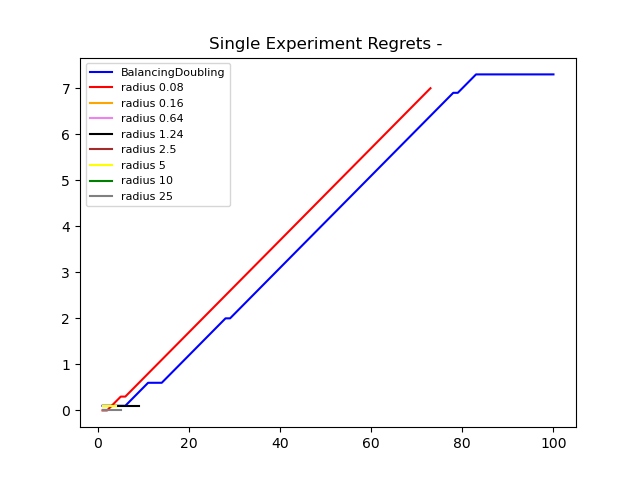 Single Experiment Regrets -
BalancingDoubling
radius 0.08
radius 0.16
radius 0.64
radius 1.24
radius 2.5
radius 5
radius 10
radius 25
7
6
5
4
3
2
1
0
0 20 40 60 80 100